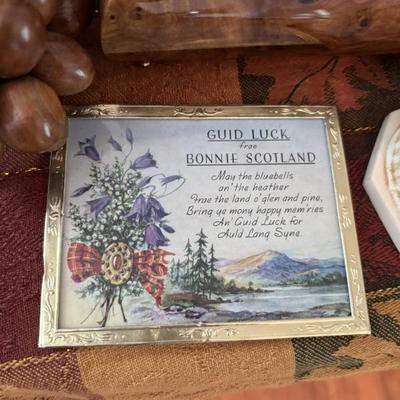 GUID LUCK
frae
BONNIE SCOTLAND
May the bluebells
an' the heather
Frae the land o' glen and pine,
Bring ye mony happy mem'ries
An' Guid Luck for
Auld Lang Syne.